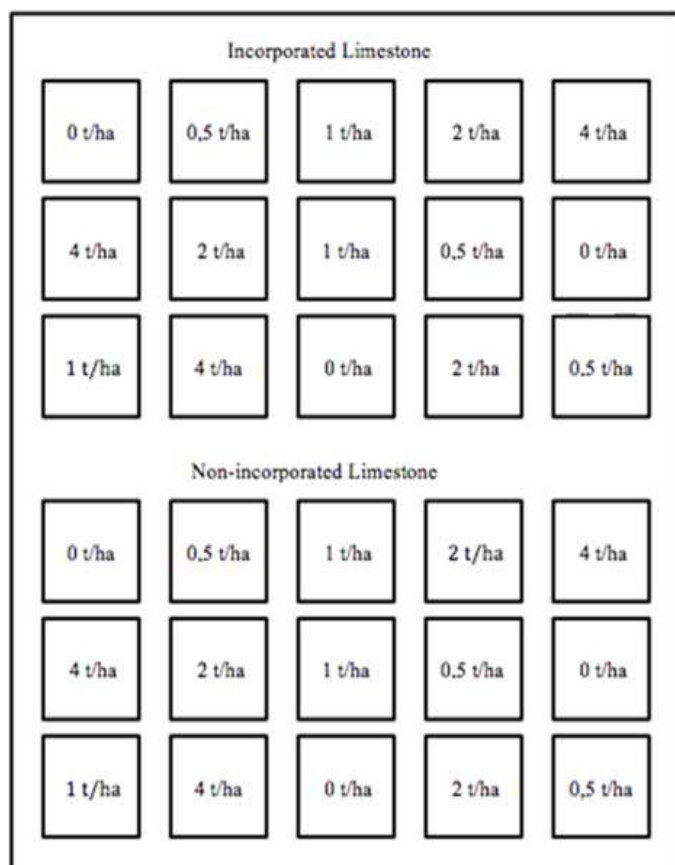 Incorporated Limestone
0 t/ha 0,5 t/ha 1 t/ha 2 t/ha 4 t/ha
4 t/ha 2 t/ha 1 t/ha 0,5 t/ha 0 t/ha
1 t/ha 4 t/ha 0 t/ha 2 t/ha 0,5 t/ha
Non-incorporated Limestone
0 t/ha 0,5 t/ha 1 t/ha 2 t/ha 4 t/ha
4 t/ha 2 t/ha 1 t/ha 0,5 t/ha 0 t/ha
1 t/ha 4 t/ha 0 t/ha 2 t/ha 0,5 t/ha